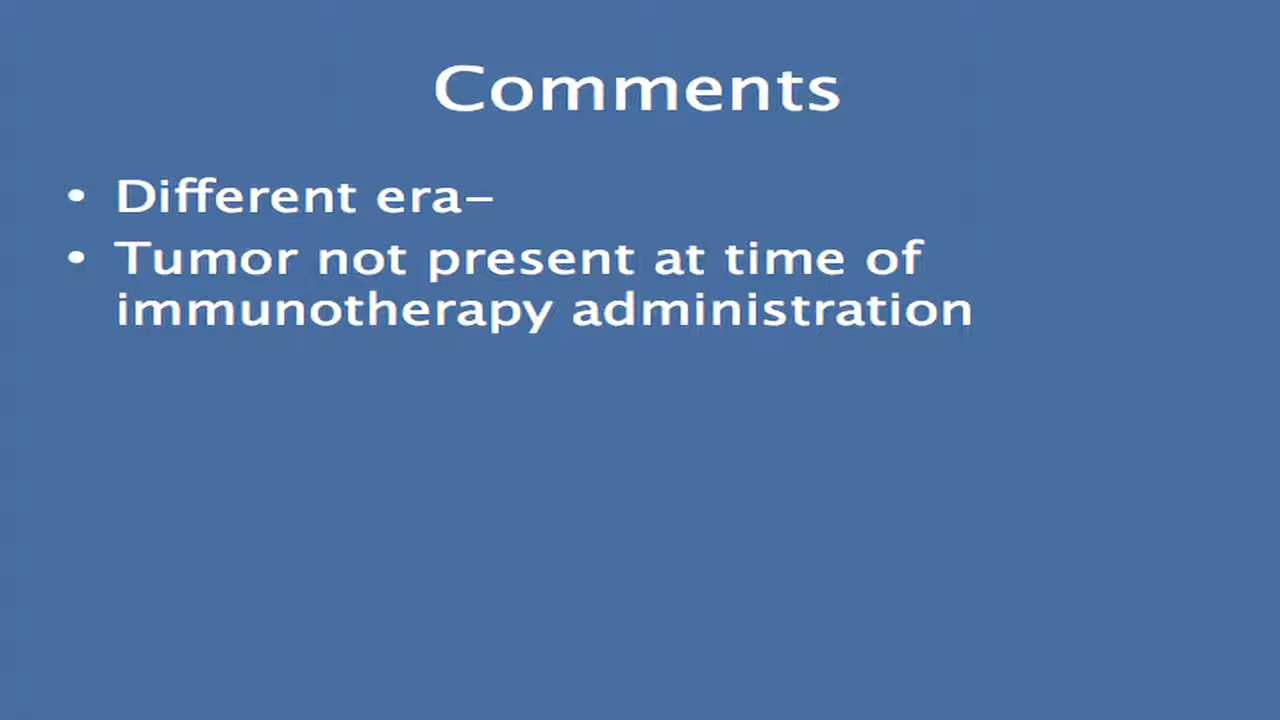 Comments
• Different era–
• Tumor not present at time of
immunotherapy administration